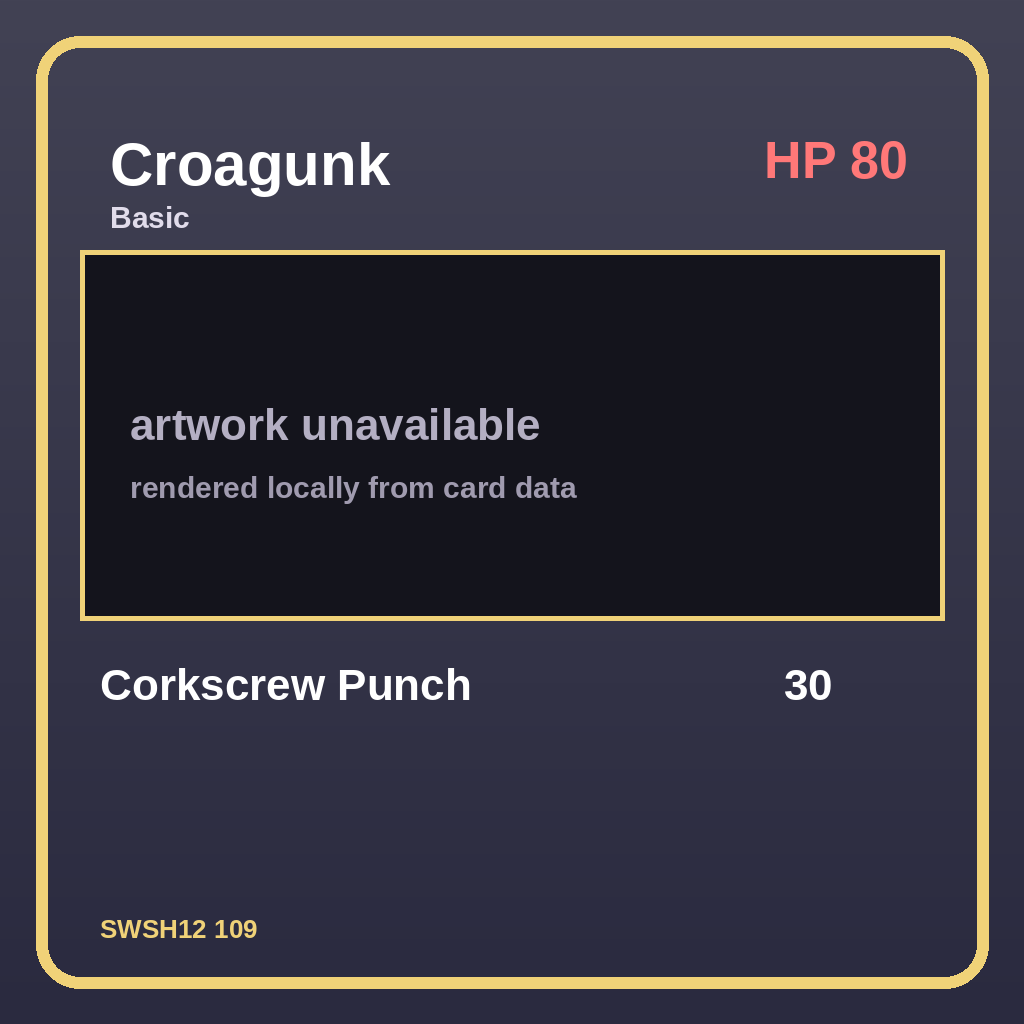 Croagunk
HP 80
Basic
artwork unavailable
rendered locally from card data
Corkscrew Punch 30
SWSH12 109